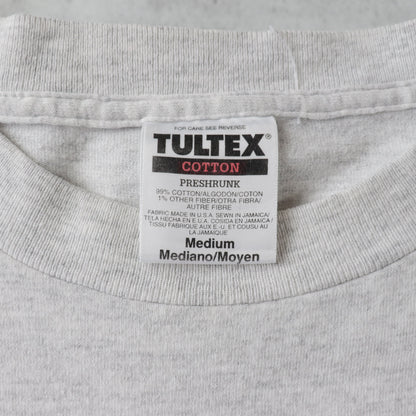 FOR CARE SEE REVERSE
TULTEX®
COTTON
PRESHRUNK
99% COTTON/ALGODÓN/COTON
1% OTHER FIBER/OTRA FIBRA/
AUTRE FIBRE
FABRIC MADE IN U.S.A. SEWN IN JAMAICA/
TELA HECHA EN E.U.A. COSIDA EN JAMAICA/
TISSU FABRIQUE AUX E.-U. ET COUSU AU
LA JAMAIQUE
Medium
Mediano/Moyen